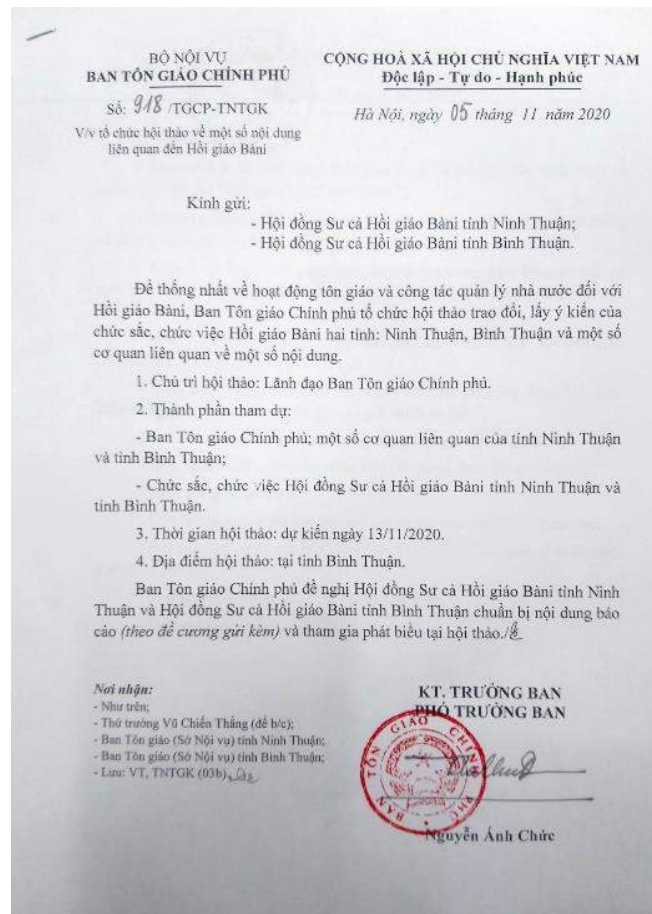 BỘ NỘI VỤ
BAN TÔN GIÁO CHÍNH PHỦ
Số: 918 /TGCP-TNTGK
V/v tổ chức hội thảo về một số nội dung
liên quan đến Hồi giáo Bàni
CỘNG HOÀ XÃ HỘI CHỦ NGHĨA VIỆT NAM
Độc lập - Tự do - Hạnh phúc
Hà Nội, ngày 05 tháng 11 năm 2020
Kính gửi:
- Hội đồng Sư cả Hồi giáo Bàni tỉnh Ninh Thuận;
- Hội đồng Sư cả Hồi giáo Bàni tỉnh Bình Thuận.
Để thống nhất về hoạt động tôn giáo và công tác quản lý nhà nước đối với
Hồi giáo Bàni, Ban Tôn giáo Chính phủ tổ chức hội thảo trao đổi, lấy ý kiến của
chức sắc, chức việc Hồi giáo Bàni hai tỉnh: Ninh Thuận, Bình Thuận và một số
cơ quan liên quan về một số nội dung.
1. Chủ trì hội thảo: Lãnh đạo Ban Tôn giáo Chính phủ.
2. Thành phần tham dự:
- Ban Tôn giáo Chính phủ; một số cơ quan liên quan của tỉnh Ninh Thuận
và tỉnh Bình Thuận;
- Chức sắc, chức việc Hội đồng Sư cả Hồi giáo Bàni tỉnh Ninh Thuận và
tỉnh Bình Thuận.
3. Thời gian hội thảo: dự kiến ngày 13/11/2020.
4. Địa điểm hội thảo: tại tỉnh Bình Thuận.
Ban Tôn giáo Chính phủ đề nghị Hội đồng Sư cả Hồi giáo Bàni tỉnh Ninh
Thuận và Hội đồng Sư cả Hồi giáo Bàni tỉnh Bình Thuận chuẩn bị nội dung báo
cáo (theo đề cương gửi kèm) và tham gia phát biểu tại hội thảo./.
Nơi nhận:
- Như trên;
- Thứ trưởng Vũ Chiến Thắng (để b/c);
- Ban Tôn giáo (Sở Nội vụ) tỉnh Ninh Thuận;
- Ban Tôn giáo (Sở Nội vụ) tỉnh Bình Thuận;
- Lưu: VT, TNTGK (03b).
KT. TRƯỞNG BAN
PHÓ TRƯỞNG BAN
BAN TÔN GIÁO CHÍNH PHỦ
Nguyễn Ánh Chức